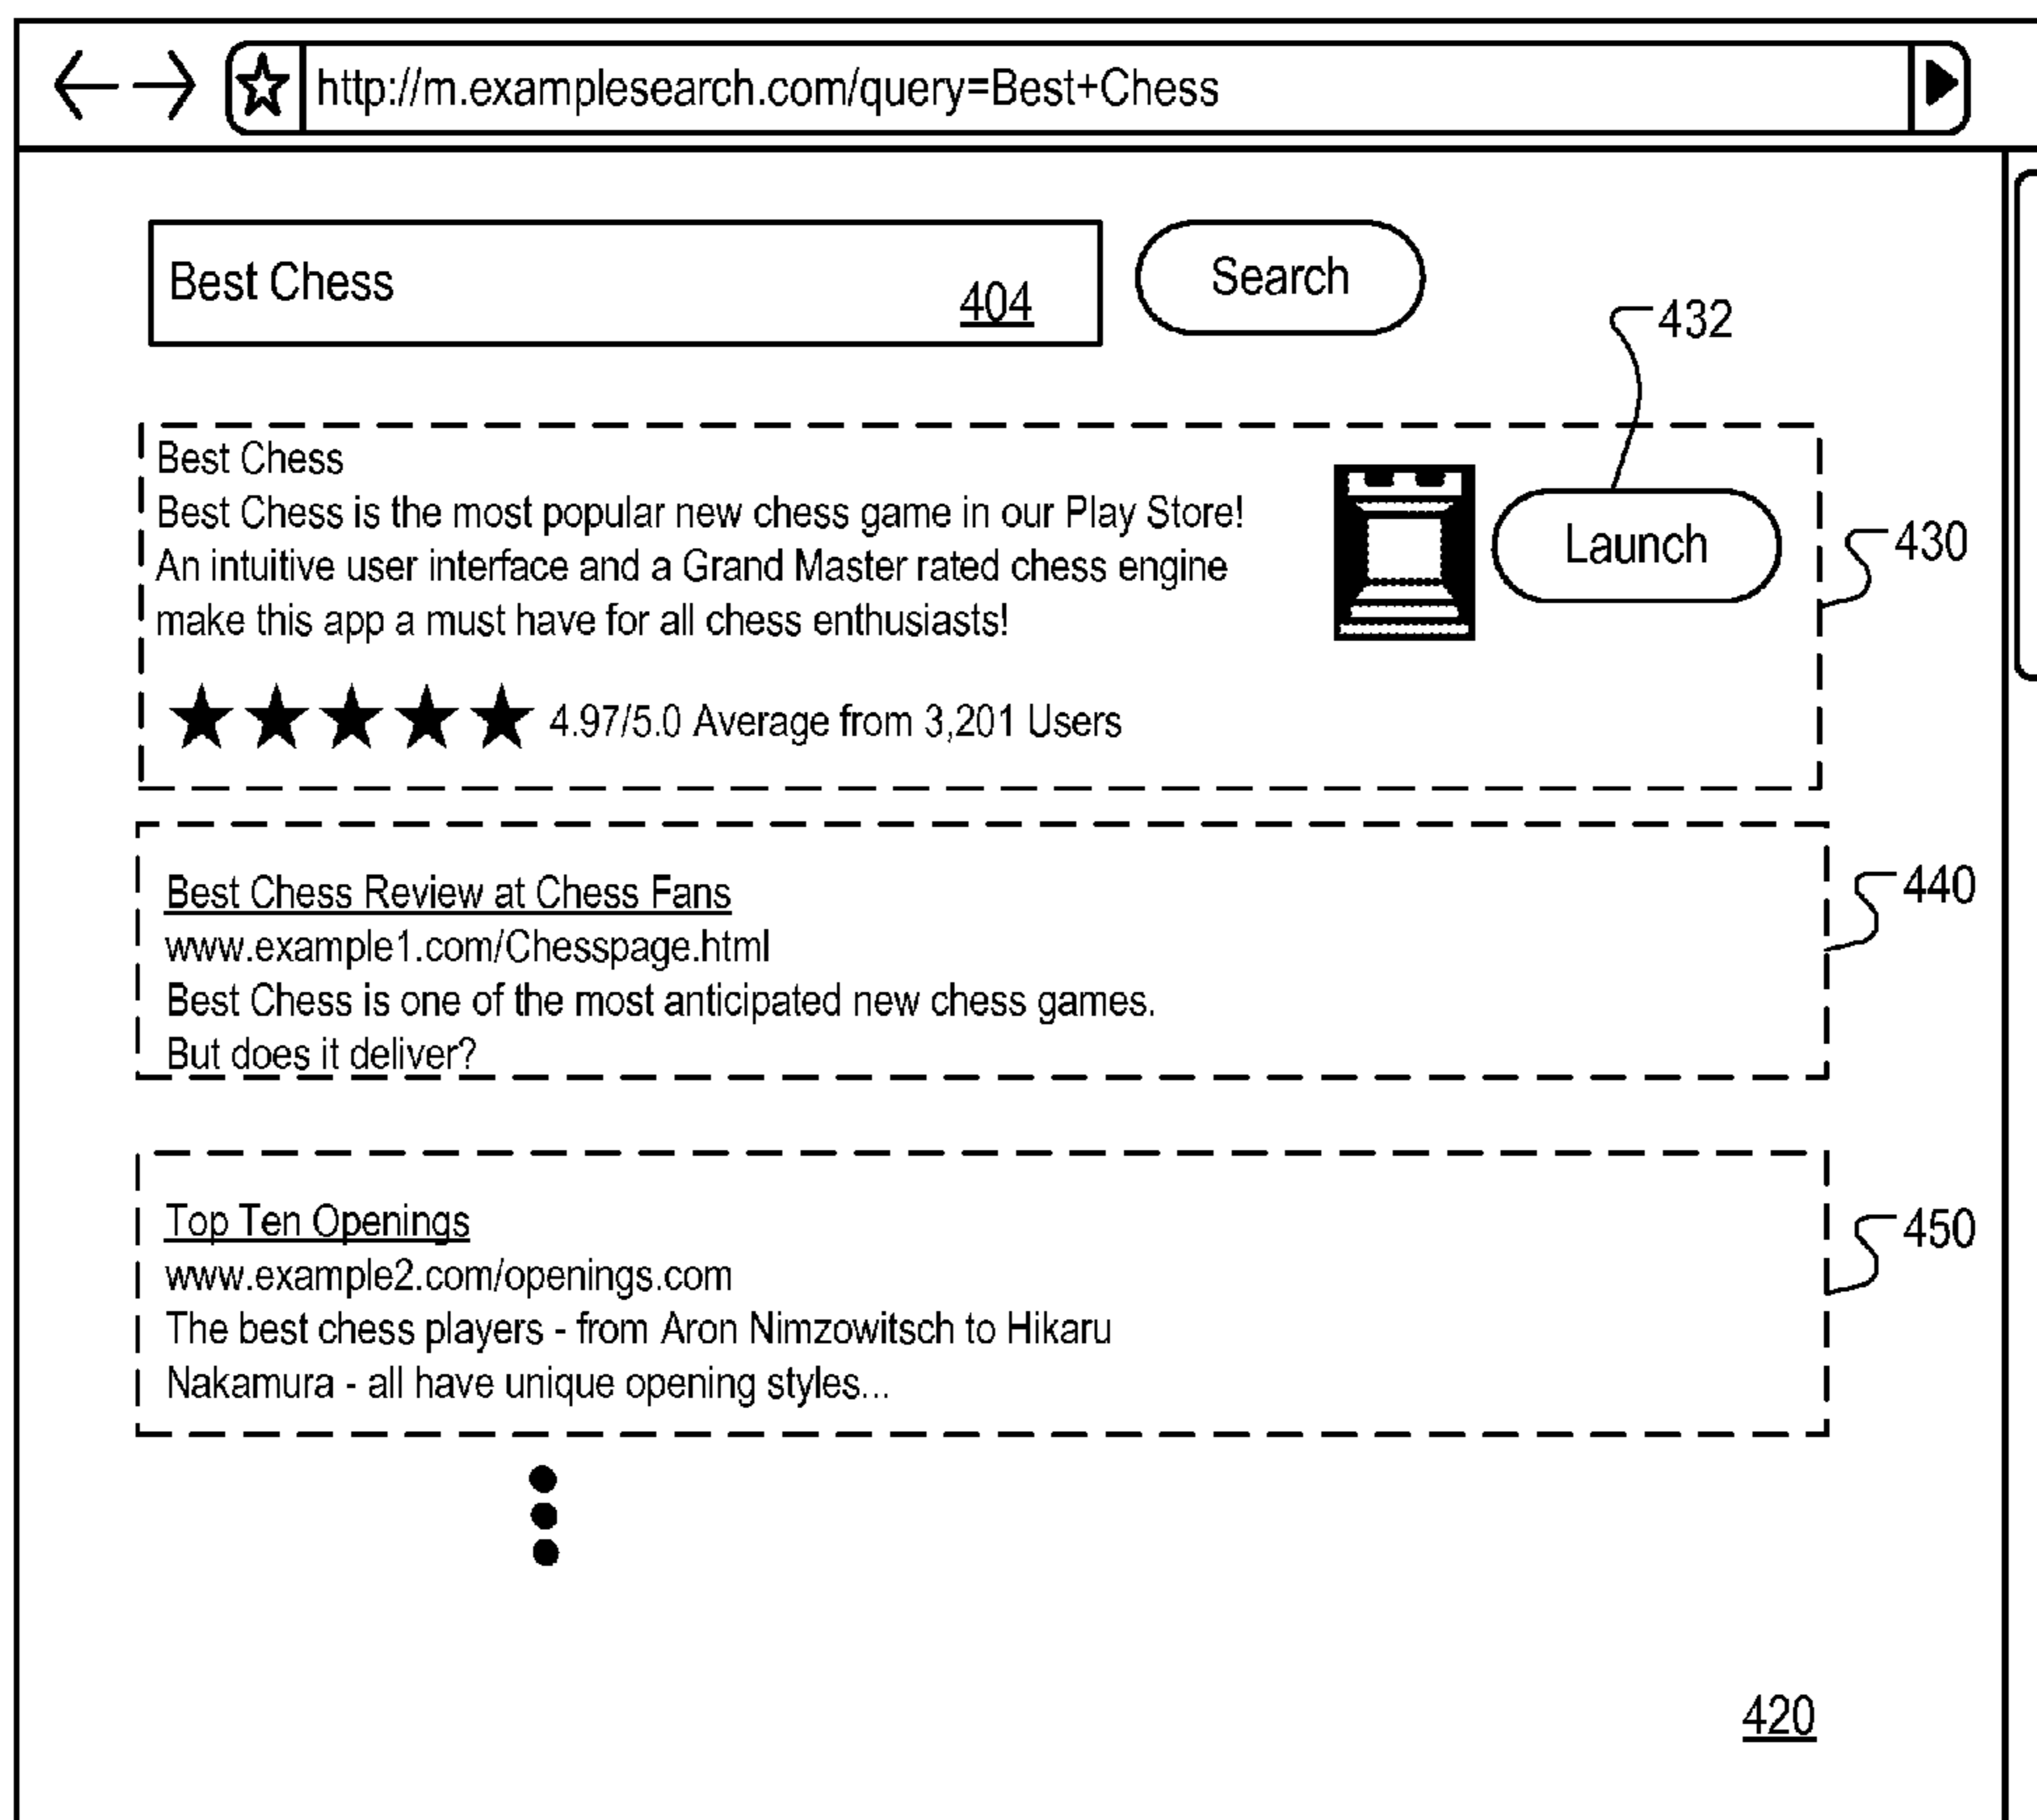 http://m.examplesearch.com/query=Best+Chess
Best Chess 404 Search
432
Best Chess
Best Chess is the most popular new chess game in our Play Store!
An intuitive user interface and a Grand Master rated chess engine
make this app a must have for all chess enthusiasts!
Launch
430
4.97/5.0 Average from 3,201 Users
Best Chess Review at Chess Fans
www.example1.com/Chesspage.html
Best Chess is one of the most anticipated new chess games.
But does it deliver?
440
Top Ten Openings
www.example2.com/openings.com
The best chess players - from Aron Nimzowitsch to Hikaru
Nakamura - all have unique opening styles...
450
420